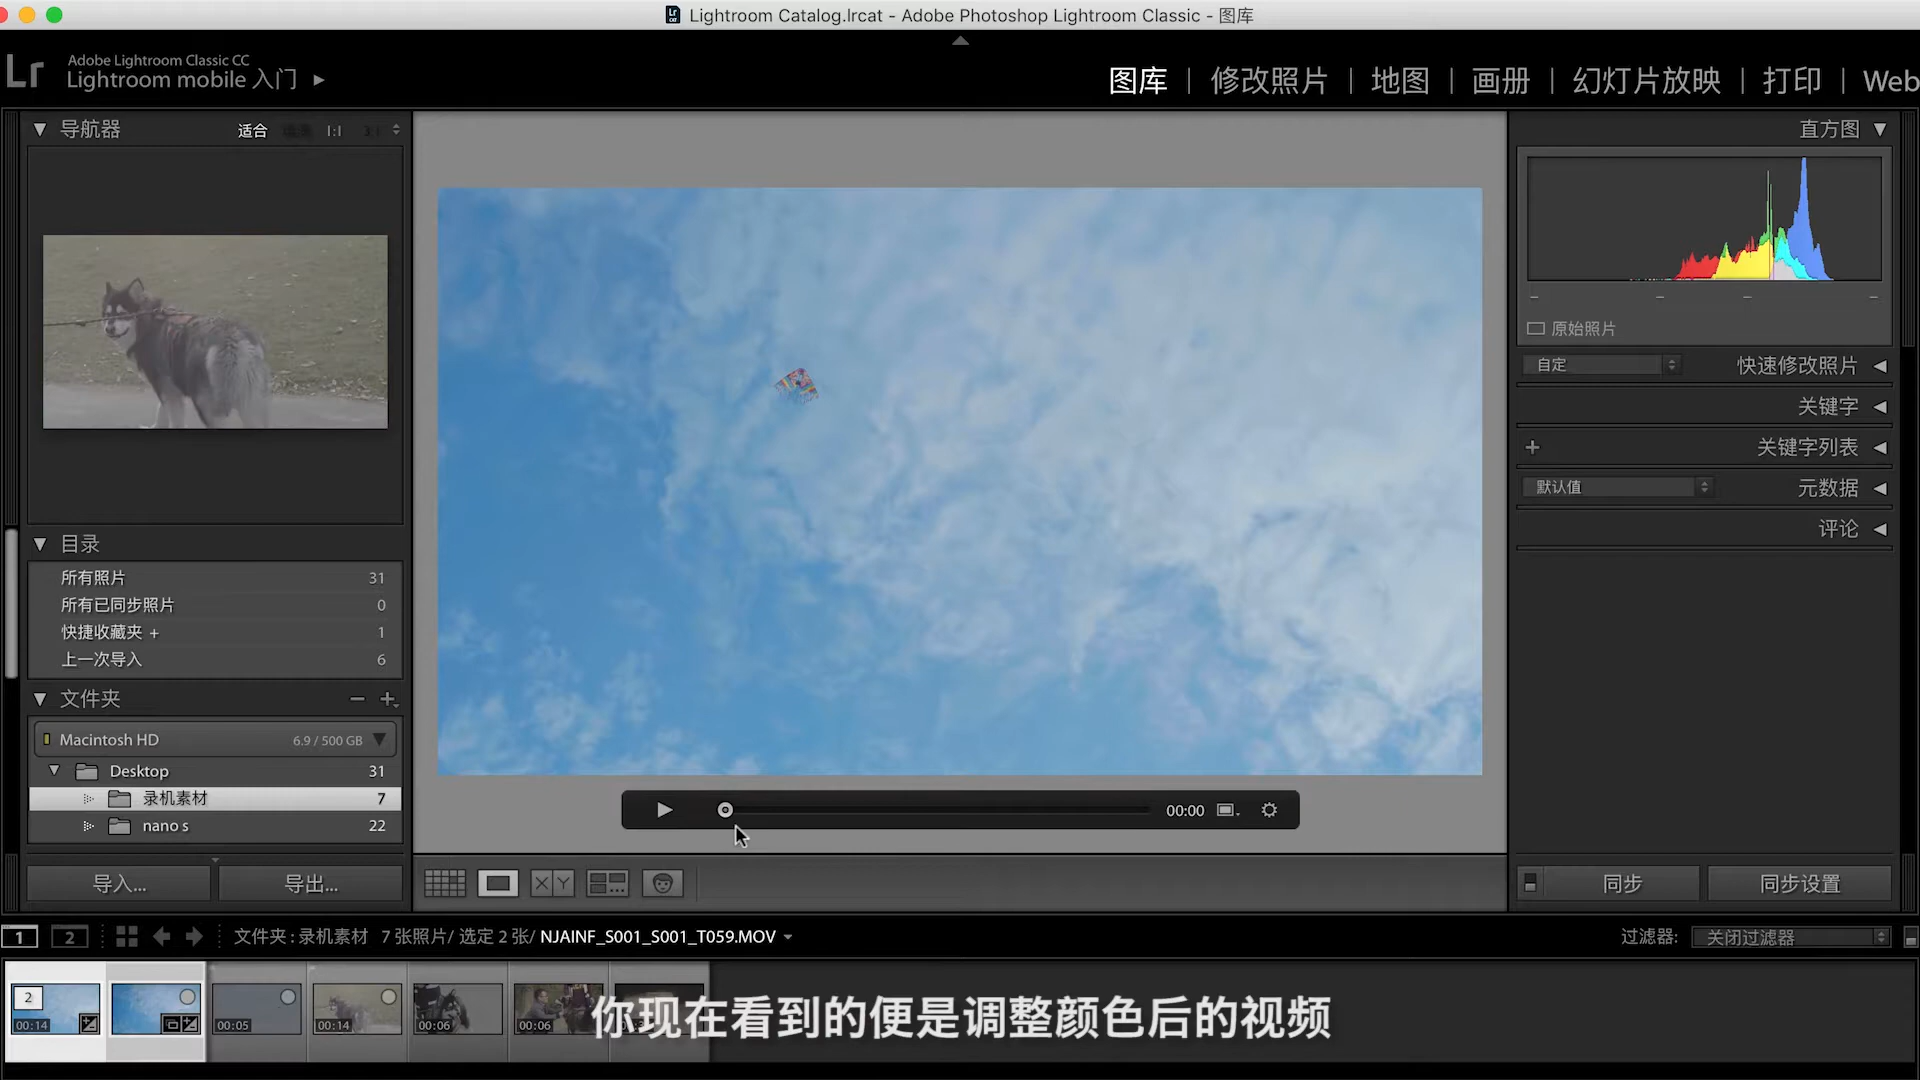 Lightroom Catalog.lrcat - Adobe Photoshop Lightroom Classic - 图库
Lr
Adobe Lightroom Classic CC
Lightroom mobile 入门 ▶
图库 | 修改照片 | 地图 | 画册 | 幻灯片放映 | 打印 | Web
导航器 适合 1:1 3:1
目录
所有照片 31
所有已同步照片 0
快捷收藏夹 + 1
上一次导入 6
文件夹
Macintosh HD 6.9 / 500 GB
Desktop 31
录机素材 7
nano s 22
导入... 导出...
00:00
直方图
原始照片
自定 快速修改照片
关键字
+ 关键字列表
默认值 元数据
评论
X Y
同步 同步设置
1 2 文件夹 : 录机素材 7 张照片/ 选定 2 张/ NJAINF_S001_S001_T059.MOV
过滤器: 关闭过滤器
2
00:14 00:05 00:14 00:06 00:06
你现在看到的便是调整颜色后的视频